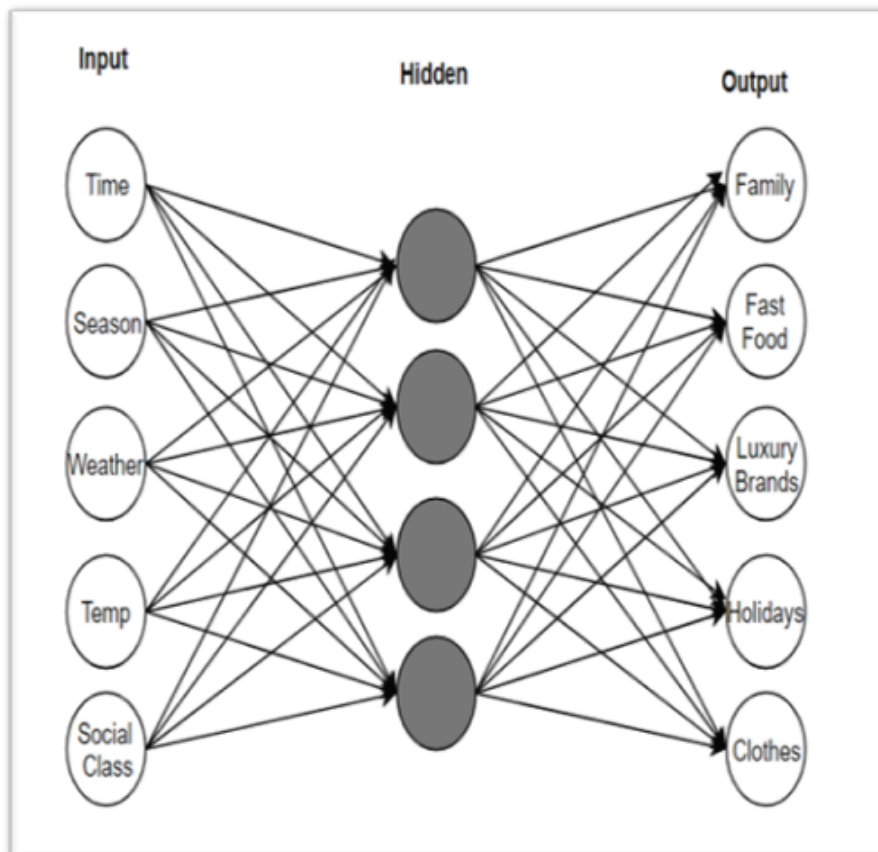 Input
Hidden
Output
Time
Season
Weather
Temp
Social
Class
Family
Fast
Food
Luxury
Brands
Holidays
Clothes